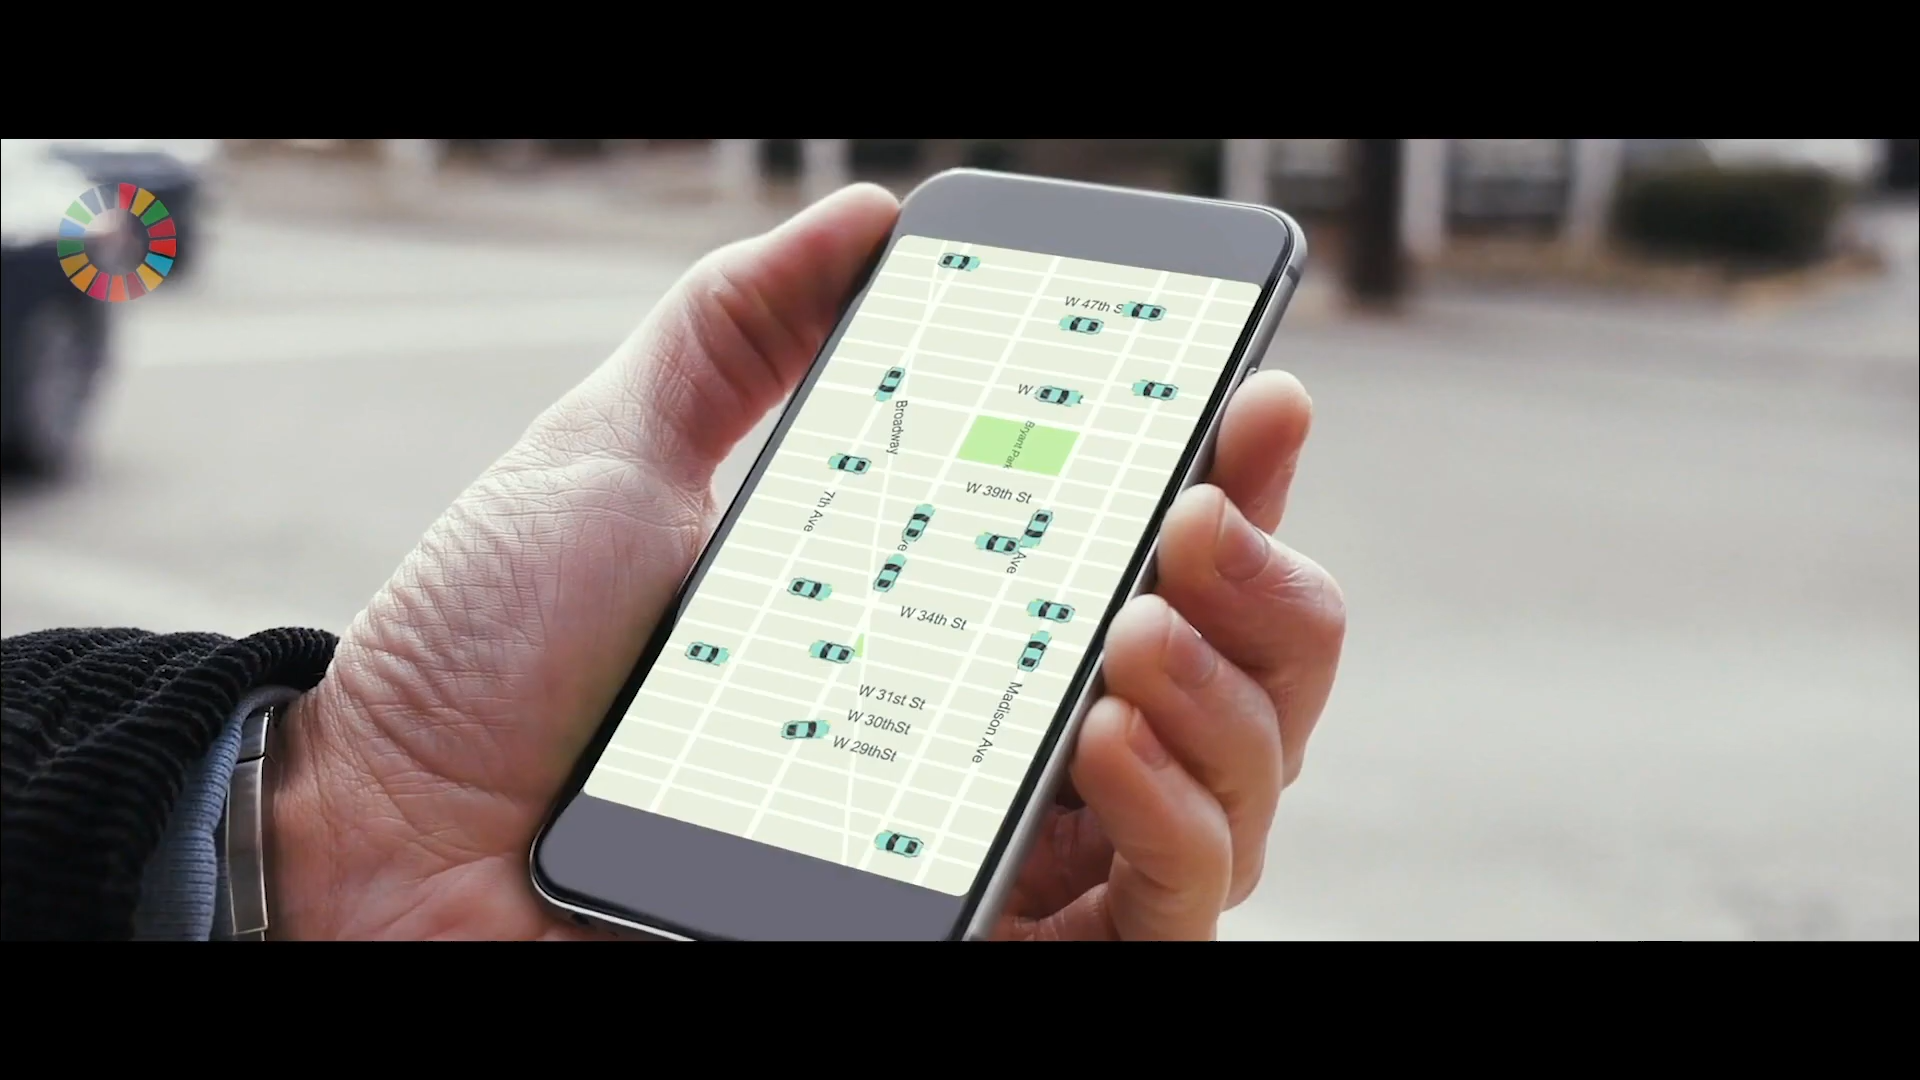 W 47th S
W
Broadway
Bryant Park
7th Ave
W 39th St
Ave
W 34th St
W 31st St
W 30thSt
W 29thSt
Madison Ave